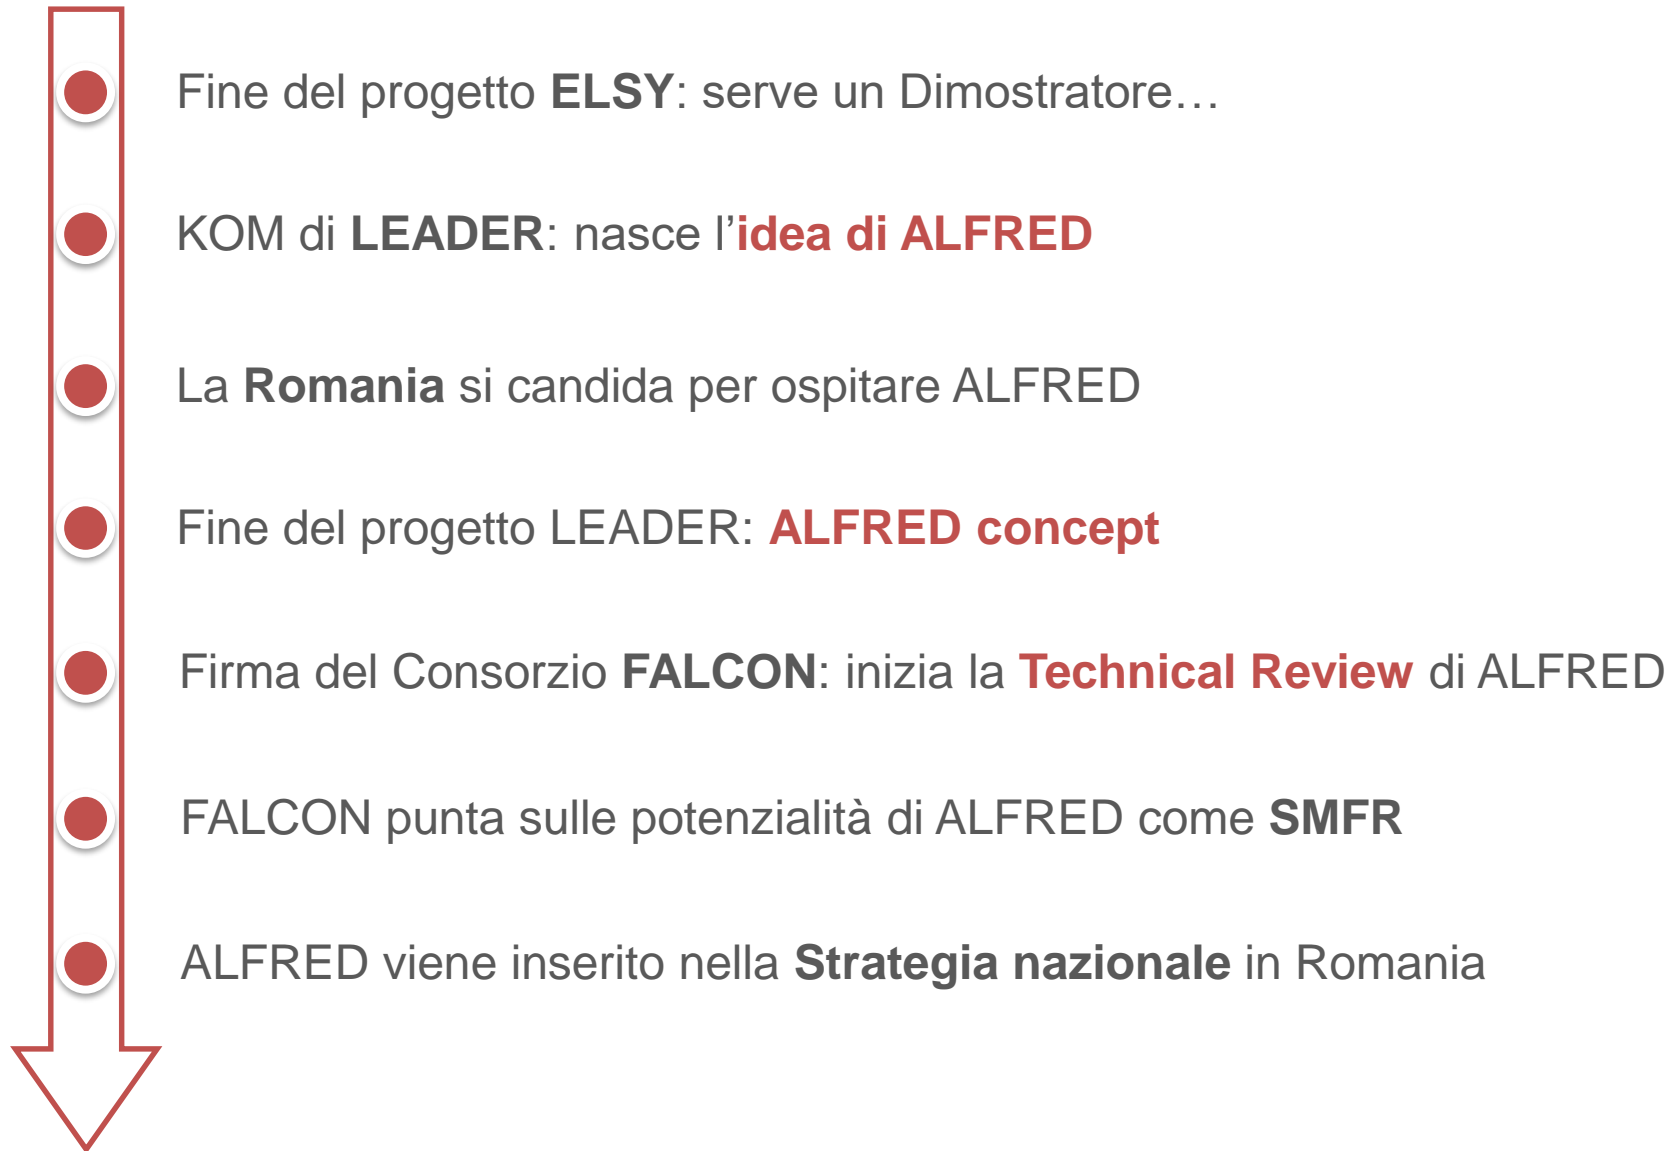 Fine del progetto ELSY: serve un Dimostratore…
KOM di LEADER: nasce l’idea di ALFRED
La Romania si candida per ospitare ALFRED
Fine del progetto LEADER: ALFRED concept
Firma del Consorzio FALCON: inizia la Technical Review di ALFRED
FALCON punta sulle potenzialità di ALFRED come SMFR
ALFRED viene inserito nella Strategia nazionale in Romania